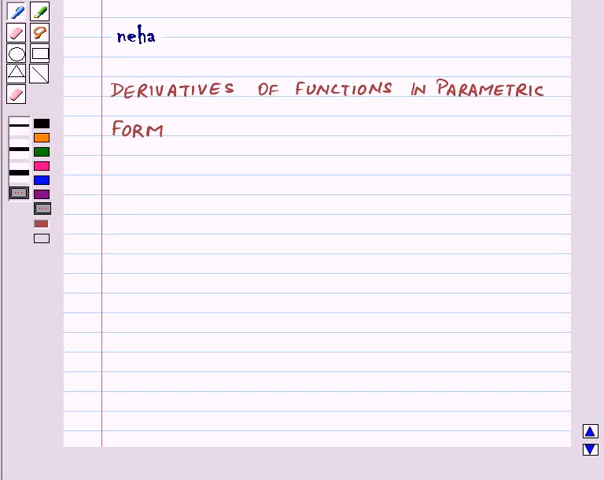 neha
DERIVATIVES OF FUNCTIONS IN PARAMETRIC
FORM